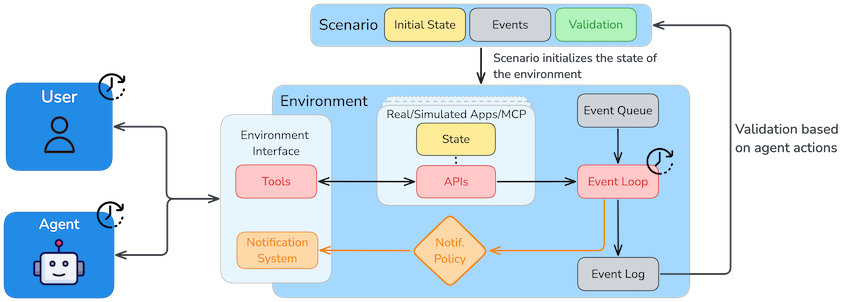 Scenario
Initial State
Events
Validation
Scenario initializes the state of
the environment
User
Agent
Environment
Environment
Interface
Tools
Notification
System
Real/Simulated Apps/MCP
State
APIs
Notif.
Policy
Event Queue
Event Loop
Event Log
Validation based
on agent actions